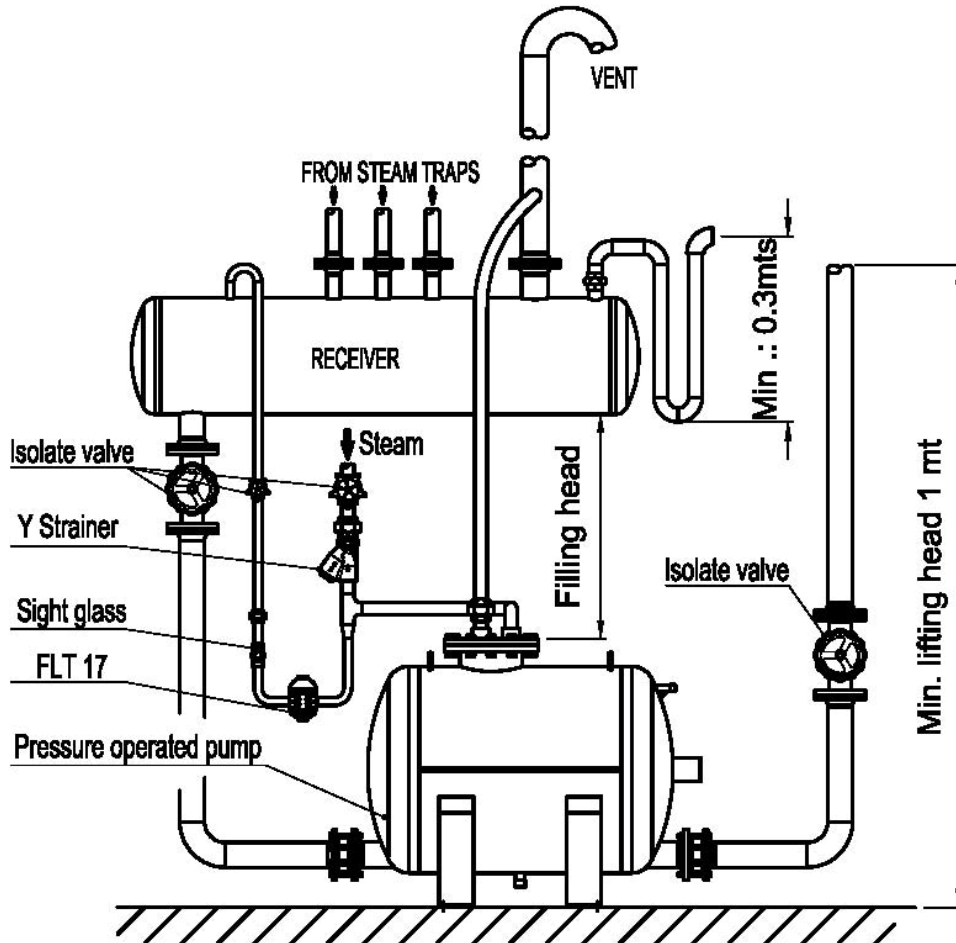 VENT
FROM STEAM TRAPS
Min .: 0.3mts
RECEIVER
Steam
Isolate valve
Y Strainer
Filling head
Isolate valve
Sight glass
FLT 17
Min. lifting head 1 mt
Pressure operated pump